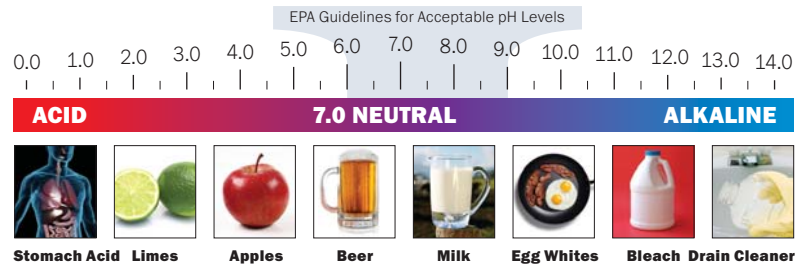 EPA Guidelines for Acceptable pH Levels
0.0 1.0 2.0 3.0 4.0 5.0 6.0 7.0 8.0 9.0 10.0 11.0 12.0 13.0 14.0
ACID 7.0 NEUTRAL ALKALINE
Stomach Acid Limes Apples Beer Milk Egg Whites Bleach Drain Cleaner